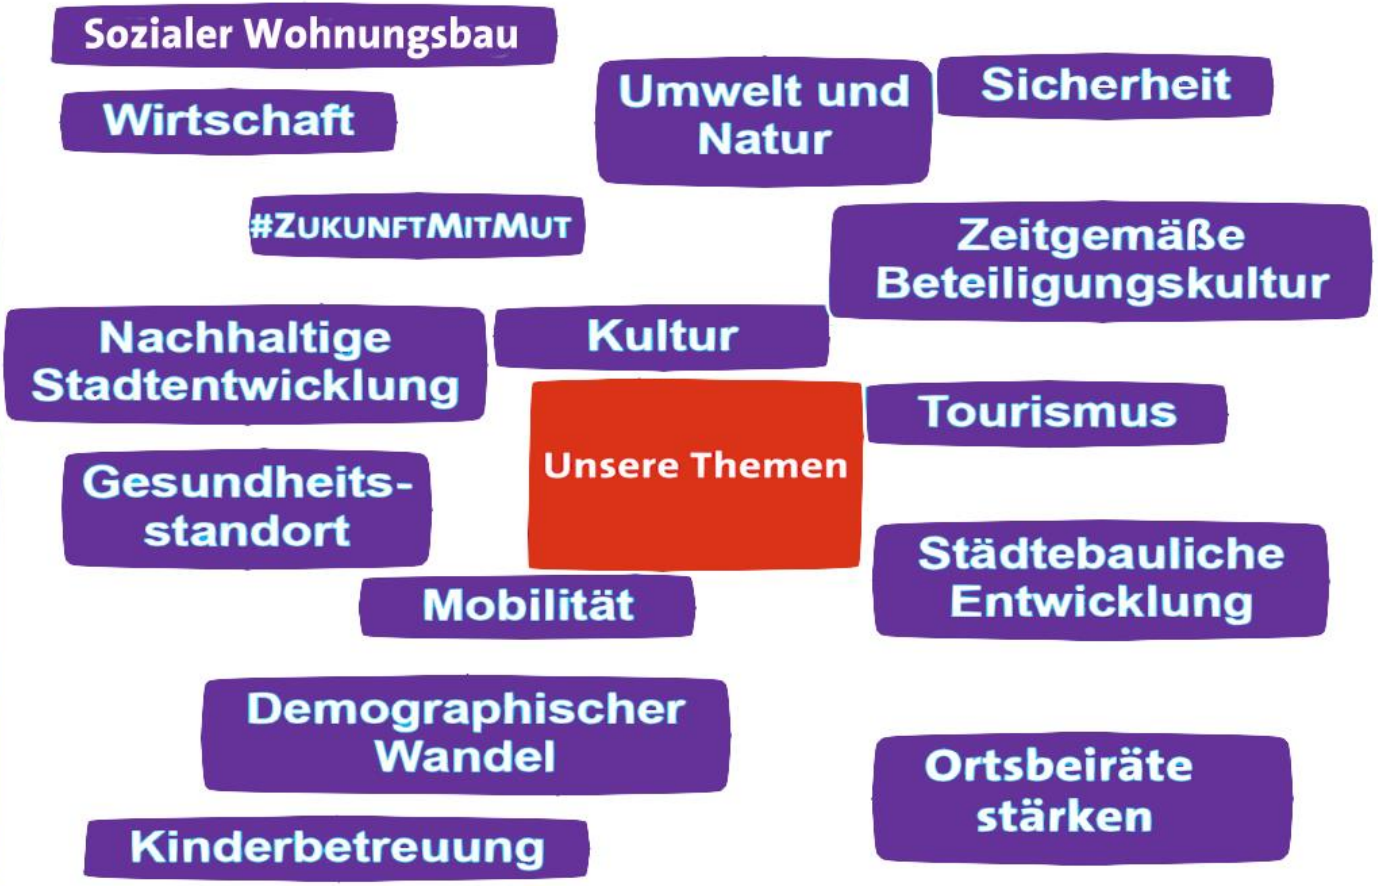 Sozialer Wohnungsbau
Wirtschaft
Umwelt und
Natur
Sicherheit
#ZUKUNFTMITMUT
Zeitgemäße
Beteiligungskultur
Nachhaltige
Stadtentwicklung
Kultur
Unsere Themen
Tourismus
Gesundheits-
standort
Städtebauliche
Entwicklung
Mobilität
Demographischer
Wandel
Ortsbeiräte
stärken
Kinderbetreuung